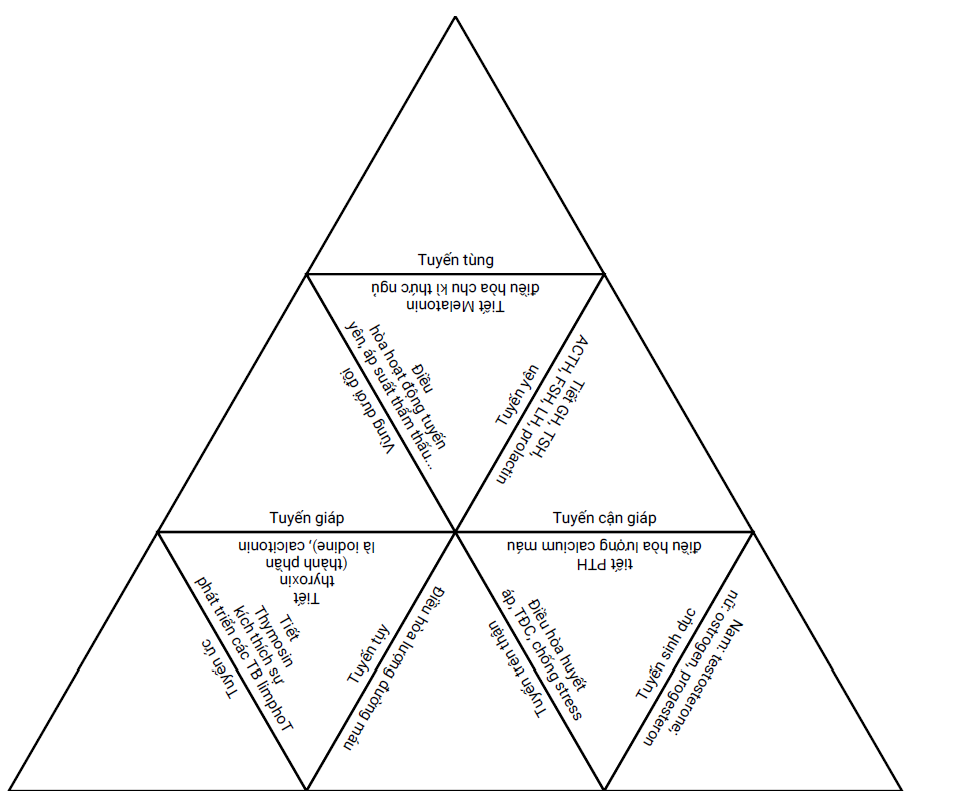 Tuyến tùng
Tiết Melatonin
điều hòa chu kì thức ngủ
Điều
hòa hoạt động tuyến
yên, áp suất thẩm thấu...
Vùng dưới đồi
Tuyến yên
Tiết GH, TSH,
ACTH, FSH, LH, prolactin
Tuyến giáp
Tiết
thyroxin
(thành phần
là iodine), calcitonin
Tuyến cận giáp
tiết PTH
điều hòa lượng calcium máu
Tiết
Thymosin
kích thích sự
phát triển các TB limphoT
Tuyến ức
Tuyến tụy
Điều hòa lượng đường máu
Điều hòa huyết
áp, TĐC, chống stress
Tuyến trên thận
Tuyến sinh dục
Nam: testosterone;
nữ: ostrogen, progesteron